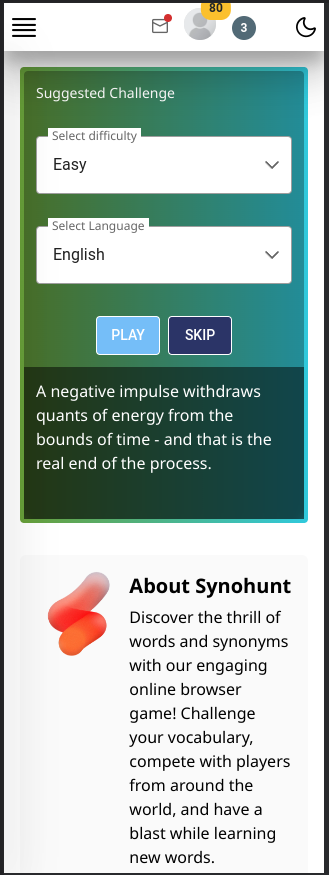 80
3
Suggested Challenge
Select difficulty
Easy
Select Language
English
PLAY SKIP
A negative impulse withdraws
quants of energy from the
bounds of time - and that is the
real end of the process.
About Synohunt
Discover the thrill of
words and synonyms
with our engaging
online browser
game! Challenge
your vocabulary,
compete with players
from around the
world, and have a
blast while learning
new words.